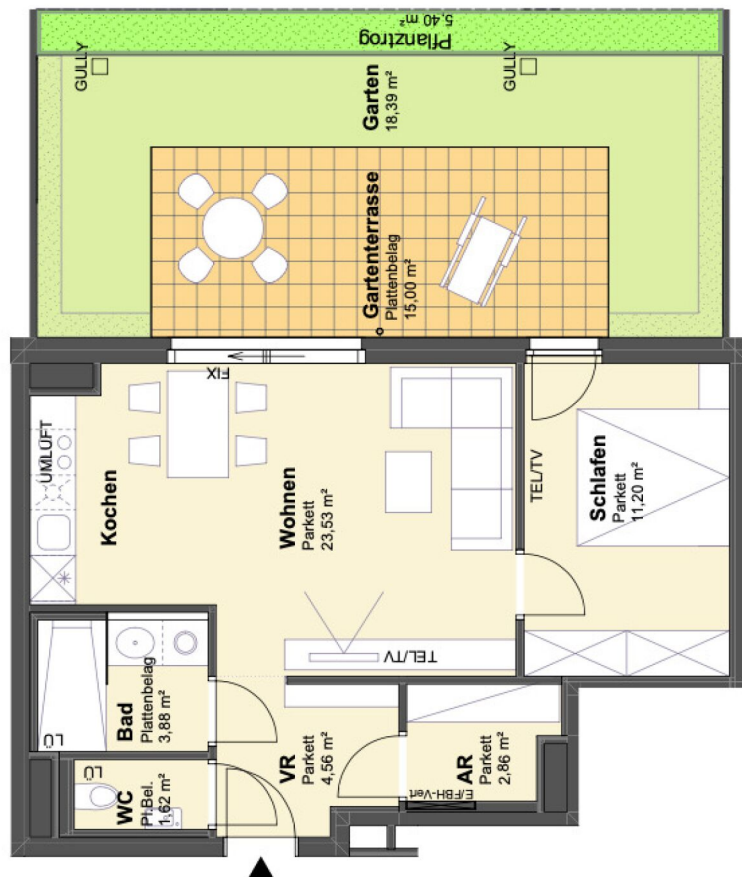 Pflanztrog
5,40 m²
GULLY
GULLY
Garten
18,39 m²
Gartenterrasse
Plattenbelag
15,00 m²
FIX
UMLUFT
Kochen
Wohnen
Parkett
23,53 m²
TEL/TV
Schlafen
Parkett
11,20 m²
TEL/TV
LÜ
Bad
Plattenbelag
3,88 m²
LÜ
WC
Pl.Bel.
1,62 m²
VR
Parkett
4,56 m²
AR
Parkett
2,86 m²
E/FBH-Vert